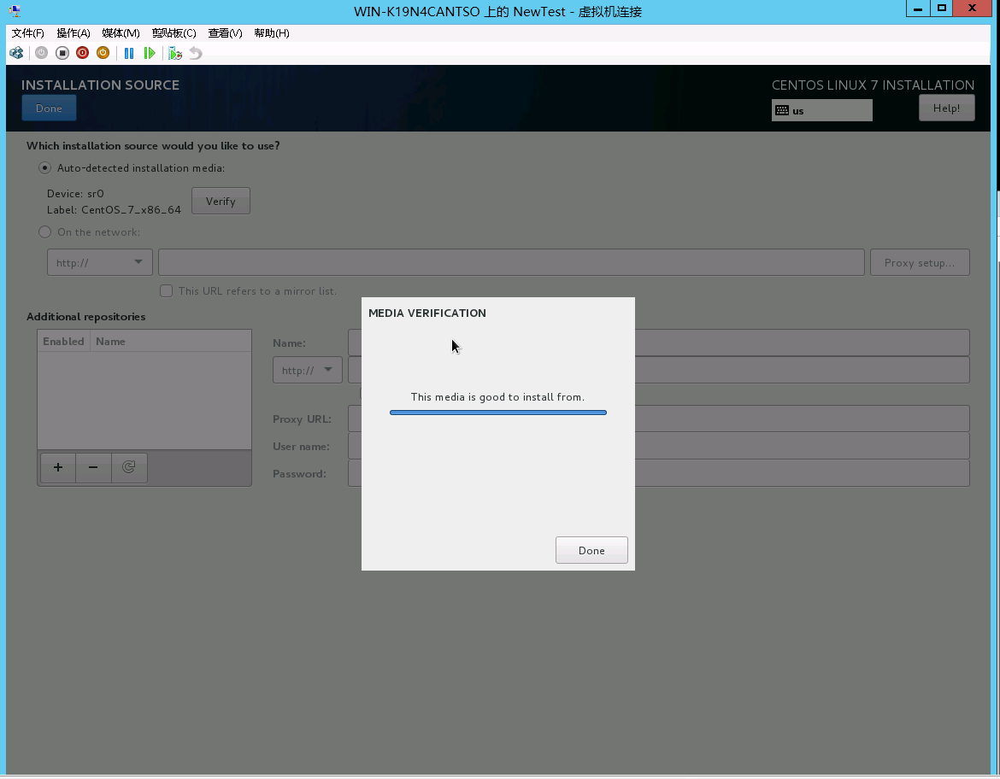 WIN-K19N4CANTSO 上的 NewTest - 虚拟机连接
文件(F) 操作(A) 媒体(M) 剪贴板(C) 查看(V) 帮助(H)
INSTALLATION SOURCE
CENTOS LINUX 7 INSTALLATION
Done
us
Help!
Which installation source would you like to use?
Auto-detected installation media:
Device: sr0
Label: CentOS_7_x86_64
Verify
On the network:
http://
Proxy setup...
This URL refers to a mirror list.
Additional repositories
Enabled Name
Name:
http://
Proxy URL:
User name:
Password:
MEDIA VERIFICATION
This media is good to install from.
Done